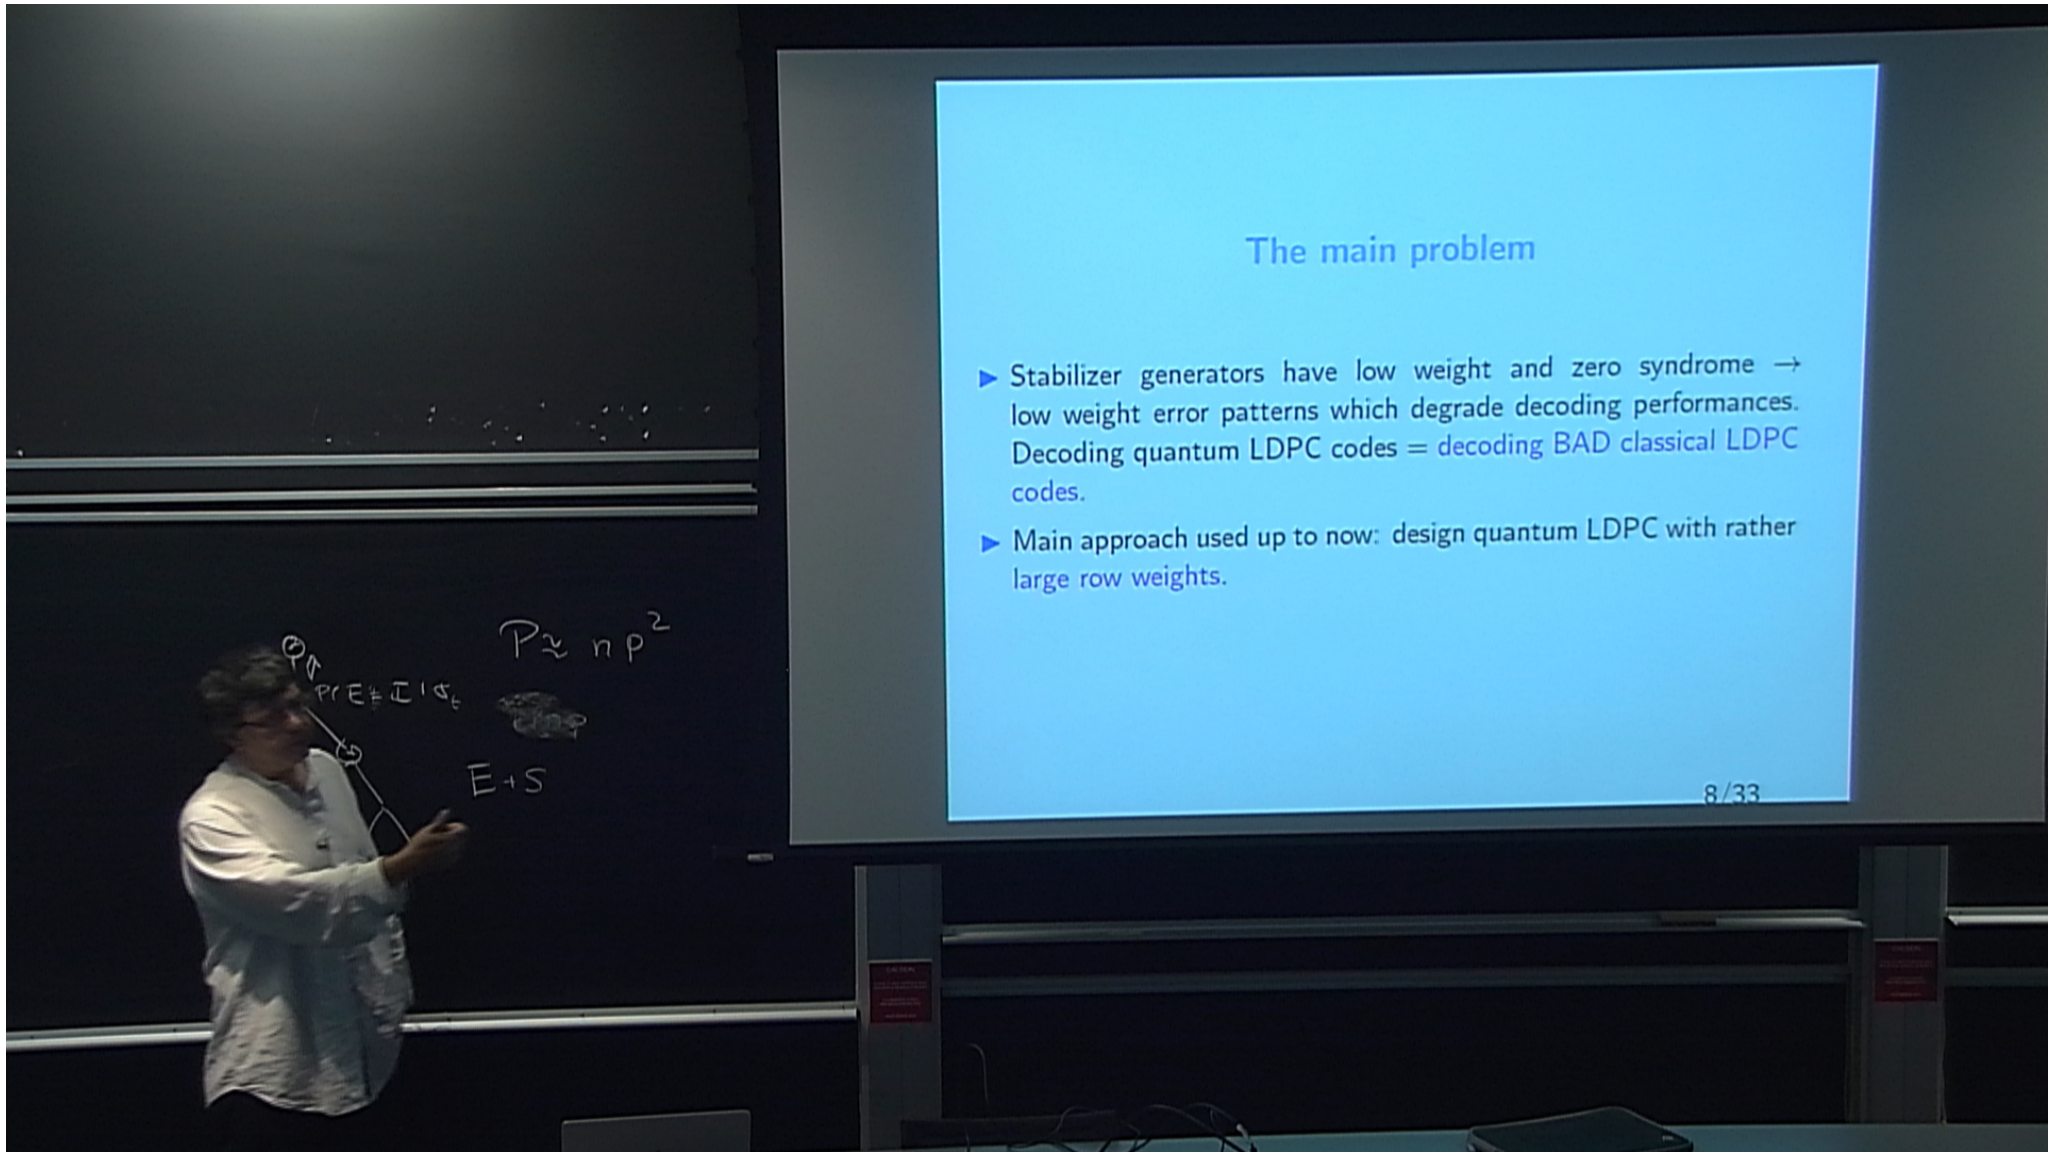 The main problem
▶ Stabilizer generators have low weight and zero syndrome →
low weight error patterns which degrade decoding performances.
Decoding quantum LDPC codes = decoding BAD classical LDPC
codes.
▶ Main approach used up to now: design quantum LDPC with rather
large row weights.
8/33
P ≈ n p²
E + S